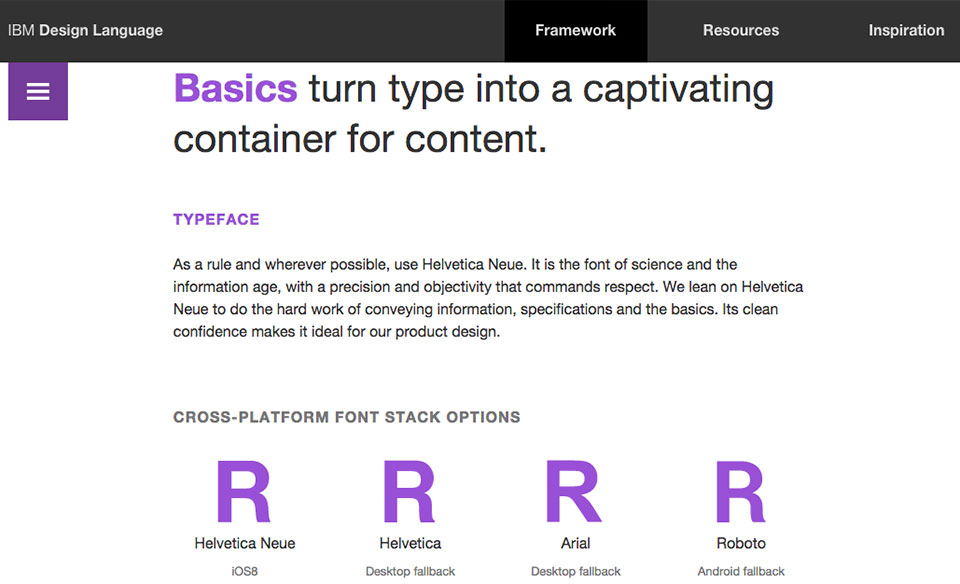 IBM Design Language
Framework
Resources
Inspiration
Basics turn type into a captivating
container for content.
TYPEFACE
As a rule and wherever possible, use Helvetica Neue. It is the font of science and the
information age, with a precision and objectivity that commands respect. We lean on Helvetica
Neue to do the hard work of conveying information, specifications and the basics. Its clean
confidence makes it ideal for our product design.
CROSS-PLATFORM FONT STACK OPTIONS
R R R R
Helvetica Neue Helvetica Arial Roboto
iOS8 Desktop fallback Desktop fallback Android fallback